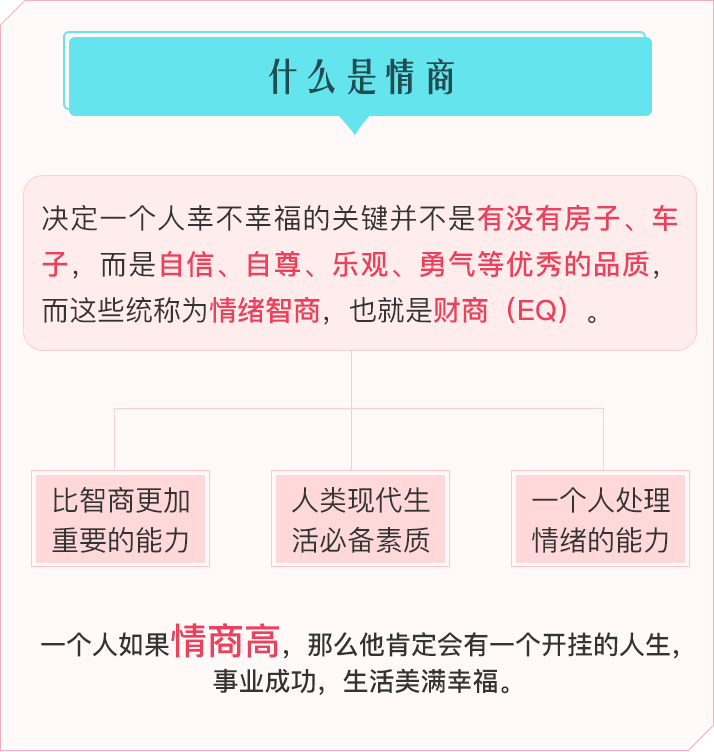 什么是情商
决定一个人幸不幸福的关键并不是有没有房子、车
子，而是自信、自尊、乐观、勇气等优秀的品质，
而这些统称为情绪智商，也就是财商（EQ）。
比智商更加
重要的能力
人类现代生
活必备素质
一个人处理
情绪的能力
一个人如果情商高，那么他肯定会有一个开挂的人生，
事业成功，生活美满幸福。